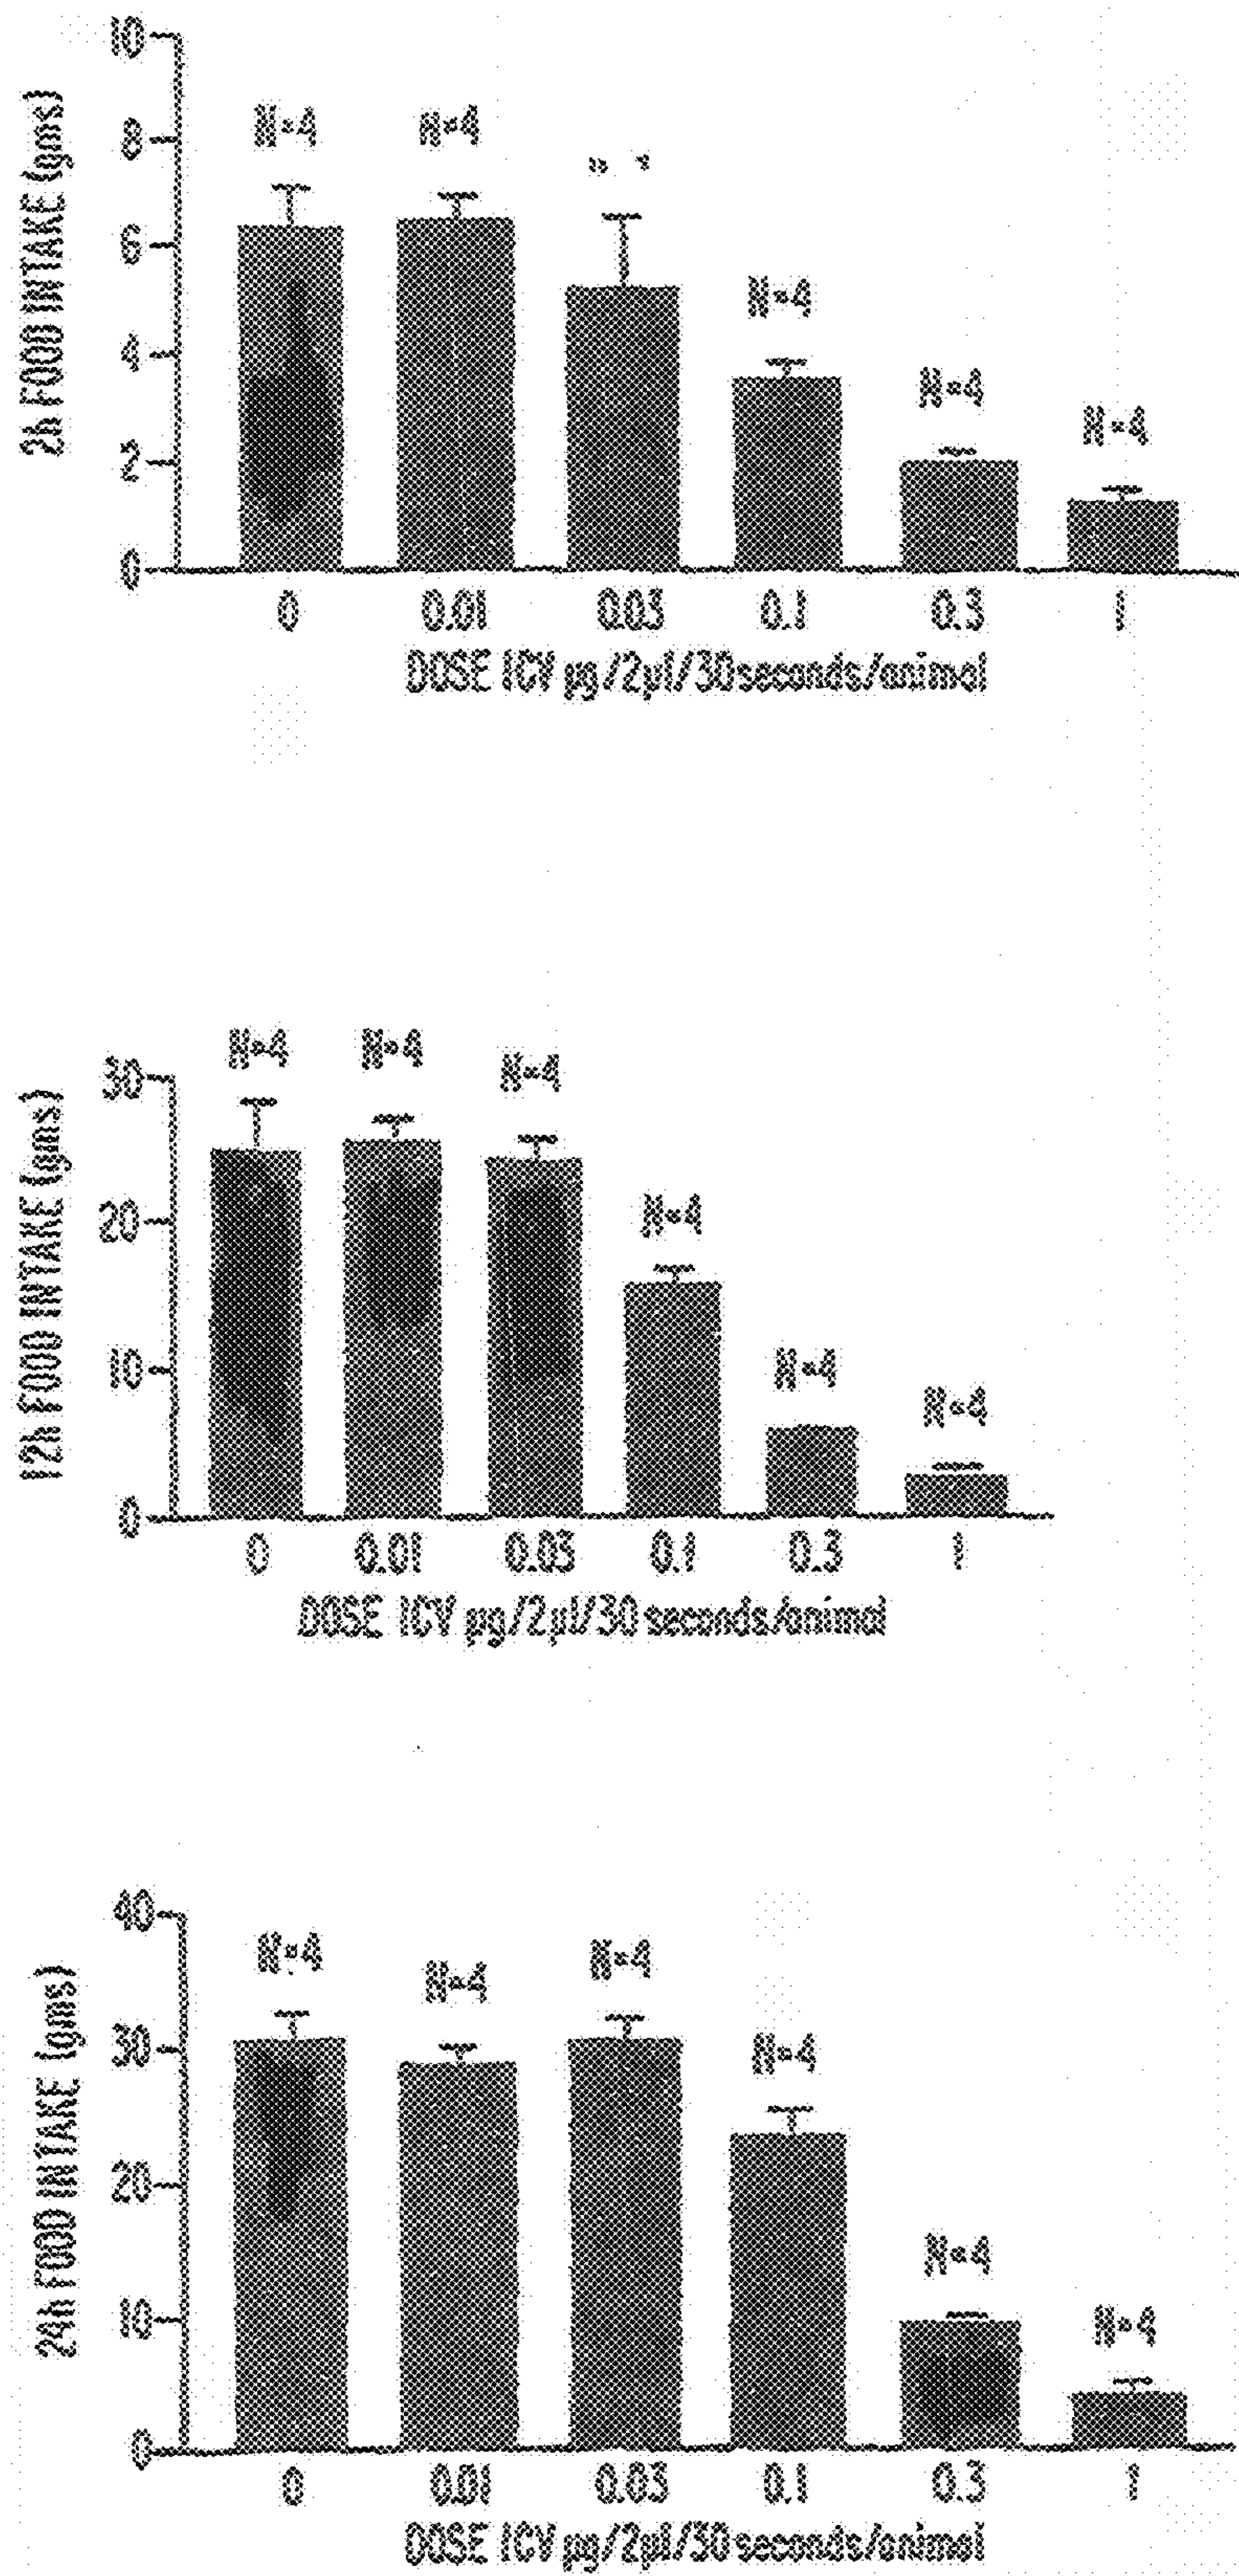 2h FOOD INTAKE (gms)
10
8
6
4
2
0
N=4
N=4
N=4
N=4
N=4
0
0.01
0.03
0.1
0.3
1
DOSE ICV µg/2µl/30seconds/animal
12h FOOD INTAKE (gms)
30
20
10
0
N=4
N=4
N=4
N=4
N=4
N=4
0
0.01
0.03
0.1
0.3
1
DOSE ICV µg/2µl/30 seconds/animal
24h FOOD INTAKE (gms)
40
30
20
10
0
N=4
N=4
N=4
N=4
N=4
N=4
0
0.01
0.03
0.1
0.3
1
DOSE ICV µg/2µl/30seconds/animal